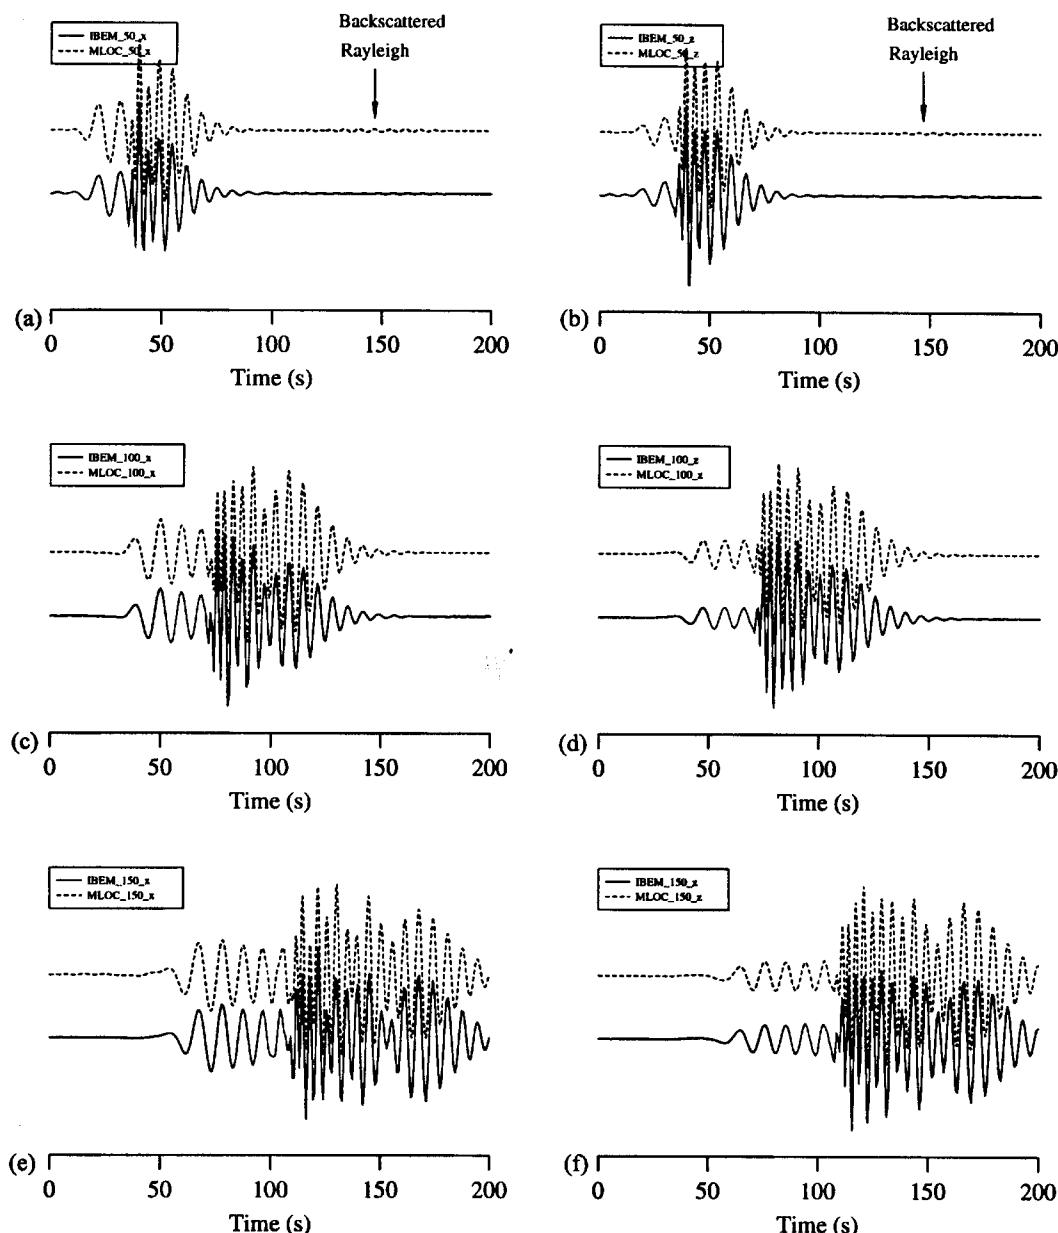 IBEM_50_x
MLOC_50_x
Backscattered
Rayleigh
(a)
0 50 100 150 200
Time (s)
IBEM_50_z
MLOC_50_z
Backscattered
Rayleigh
(b)
0 50 100 150 200
Time (s)
IBEM_100_x
MLOC_100_x
(c)
0 50 100 150 200
Time (s)
IBEM_100_z
MLOC_100_z
(d)
0 50 100 150 200
Time (s)
IBEM_150_x
MLOC_150_x
(e)
0 50 100 150 200
Time (s)
IBEM_150_z
MLOC_150_z
(f)
0 50 100 150 200
Time (s)